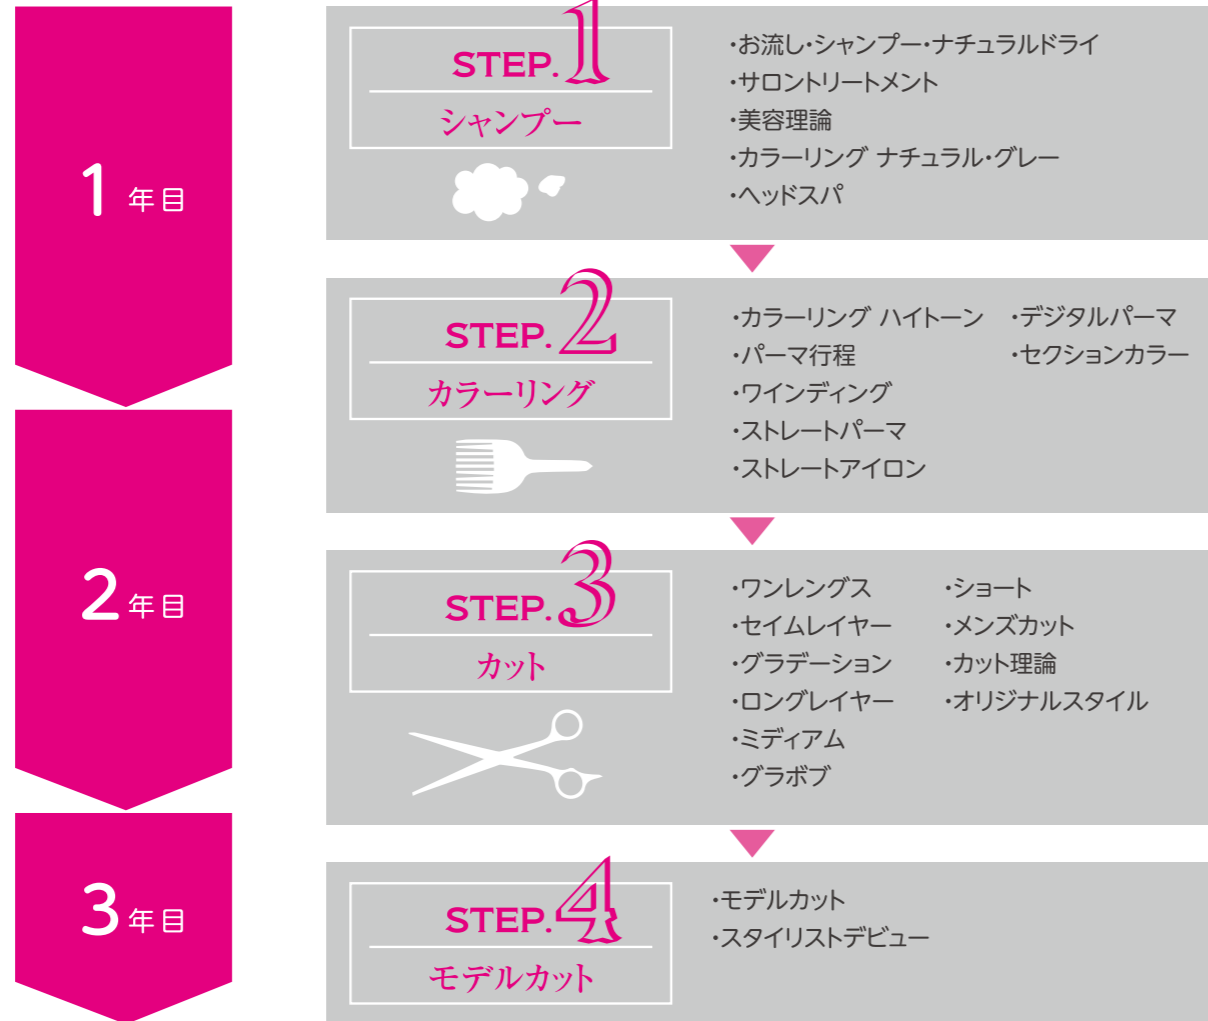 1年目
2年目
3年目
STEP.1
シャンプー
・お流し・シャンプー・ナチュラルドライ
・サロントリートメント
・美容理論
・カラーリング ナチュラル・グレー
・ヘッドスパ
STEP.2
カラーリング
・カラーリング ハイトーン
・パーマ行程
・ワインディング
・ストレートパーマ
・ストレートアイロン
・デジタルパーマ
・セクションカラー
STEP.3
カット
・ワンレングス
・セイムレイヤー
・グラデーション
・ロングレイヤー
・ミディアム
・グラボブ
・ショート
・メンズカット
・カット理論
・オリジナルスタイル
STEP.4
モデルカット
・モデルカット
・スタイリストデビュー